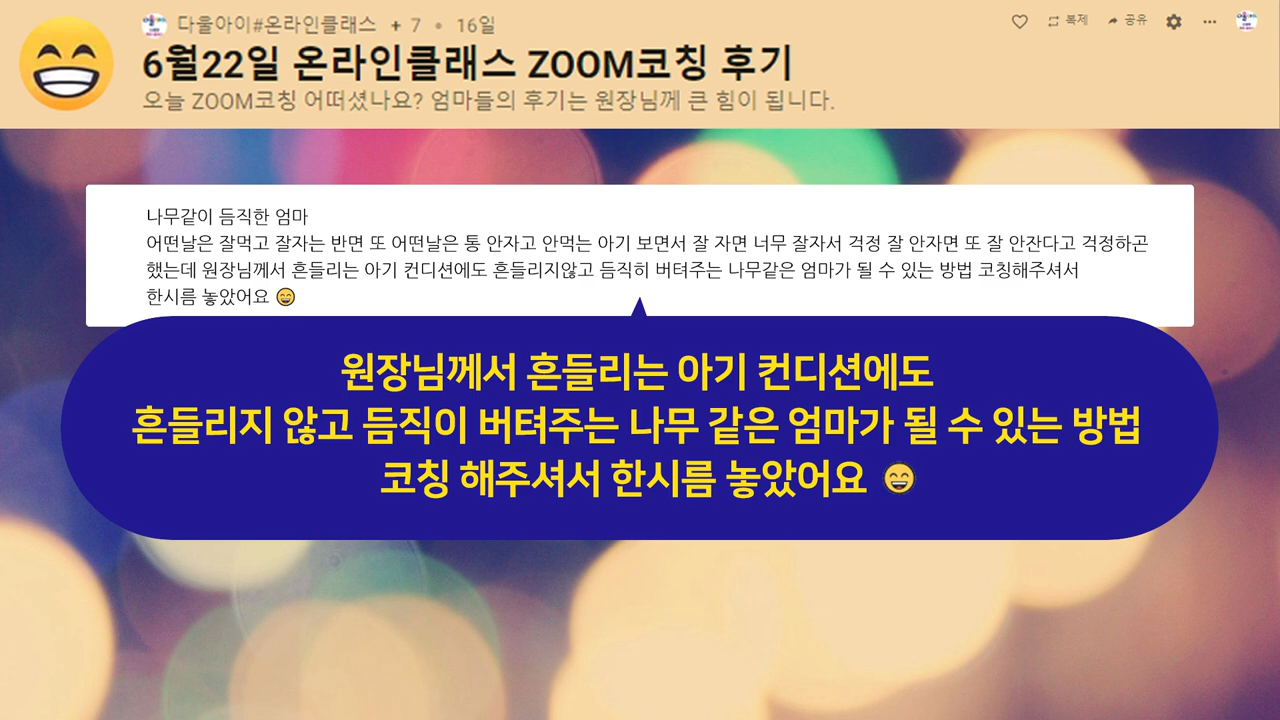 다울아이#온라인클래스 + 7 • 16일
복제
공유
6월22일 온라인클래스 ZOOM코칭 후기
오늘 ZOOM코칭 어떠셨나요? 엄마들의 후기는 원장님께 큰 힘이 됩니다.
나무같이 듬직한 엄마
어떤날은 잘먹고 잘자는 반면 또 어떤날은 통 안자고 안먹는 아기 보면서 잘 자면 너무 잘자서 걱정 잘 안자면 또 잘 안잔다고 걱정하곤
했는데 원장님께서 흔들리는 아기 컨디션에도 흔들리지않고 듬직히 버텨주는 나무같은 엄마가 될 수 있는 방법 코칭해주셔서
한시름 놓았어요 😄
원장님께서 흔들리는 아기 컨디션에도
흔들리지 않고 듬직이 버텨주는 나무 같은 엄마가 될 수 있는 방법
코칭 해주셔서 한시름 놓았어요 😄